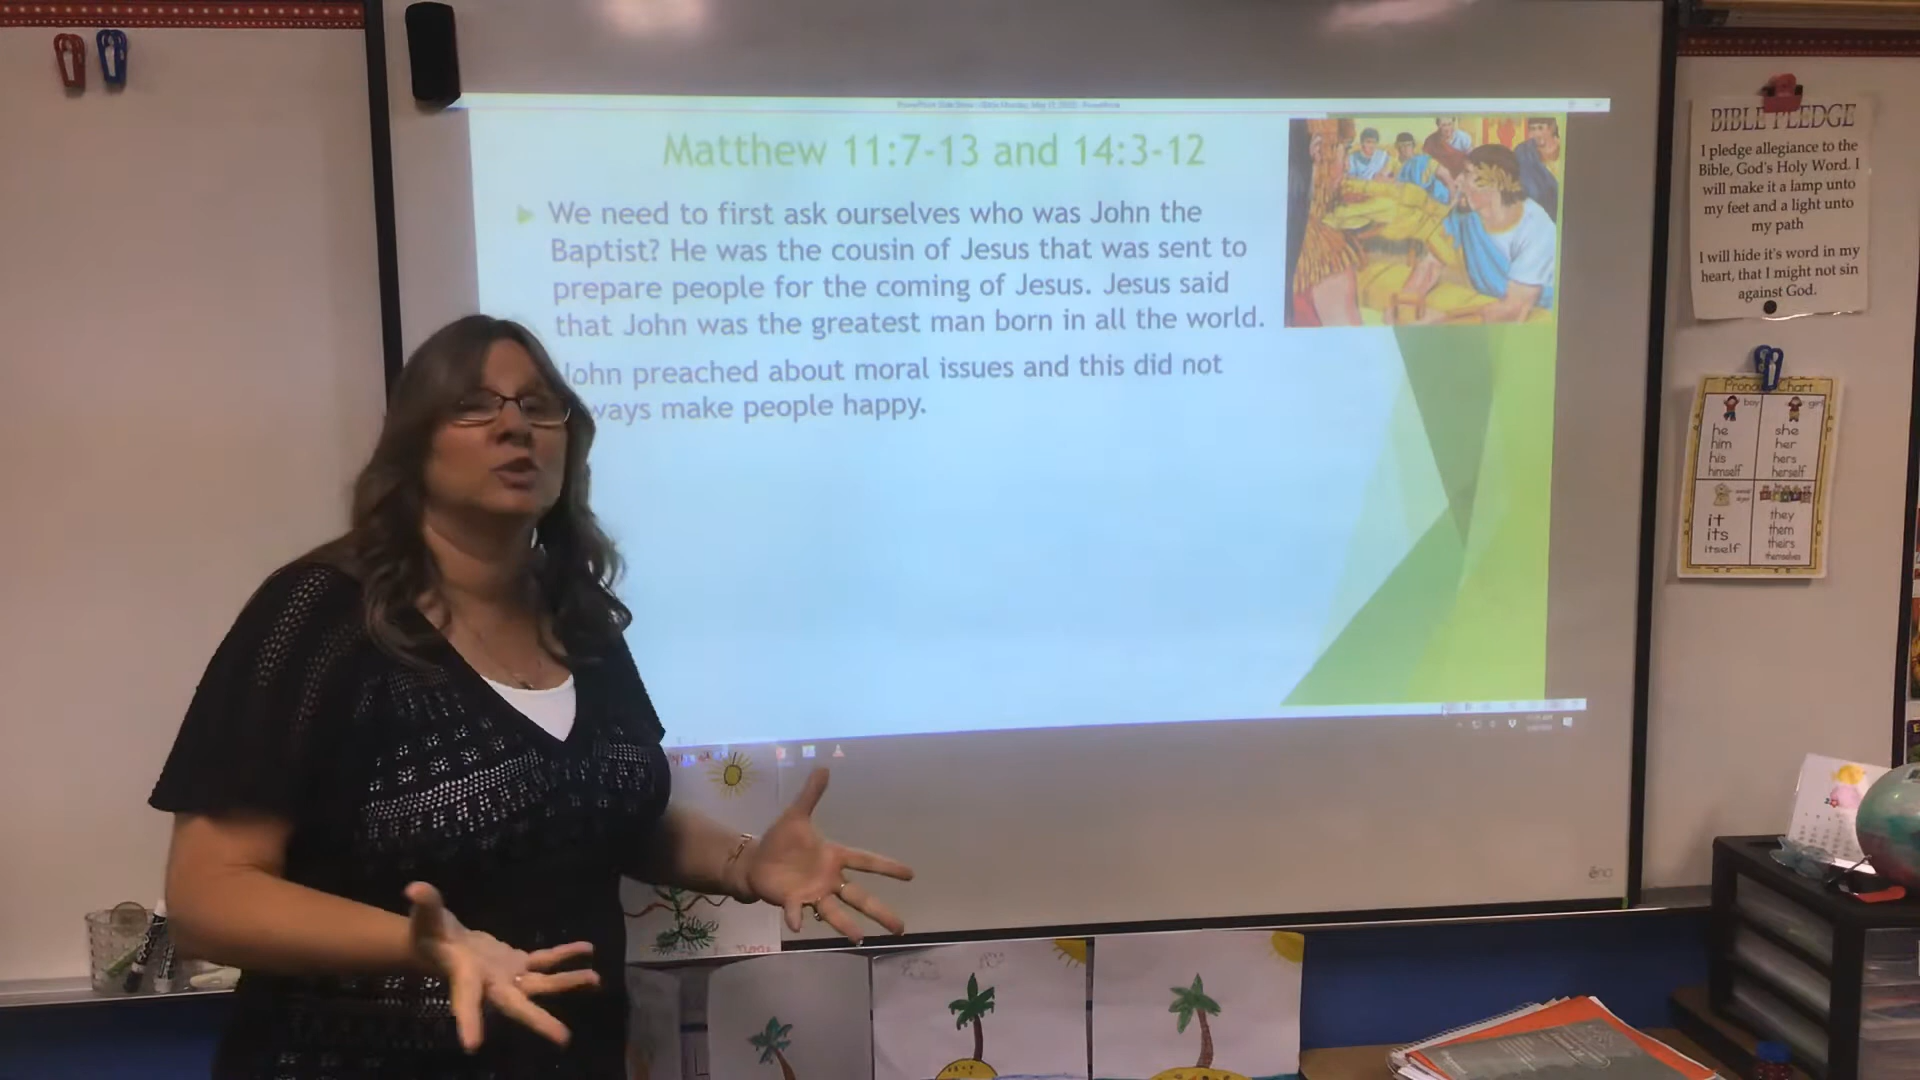 Matthew 11:7-13 and 14:3-12
We need to first ask ourselves who was John the
Baptist? He was the cousin of Jesus that was sent to
prepare people for the coming of Jesus. Jesus said
that John was the greatest man born in all the world.
John preached about moral issues and this did not
ways make people happy.
BIBLE PLEDGE
I pledge allegiance to the
Bible, God's Holy Word. I
will make it a lamp unto
my feet and a light unto
my path
I will hide it's word in my
heart, that I might not sin
against God.
Chart
boy
girl
he
him
his
himself
she
her
hers
herself
it
its
itself
they
them
theirs
themselves
eno